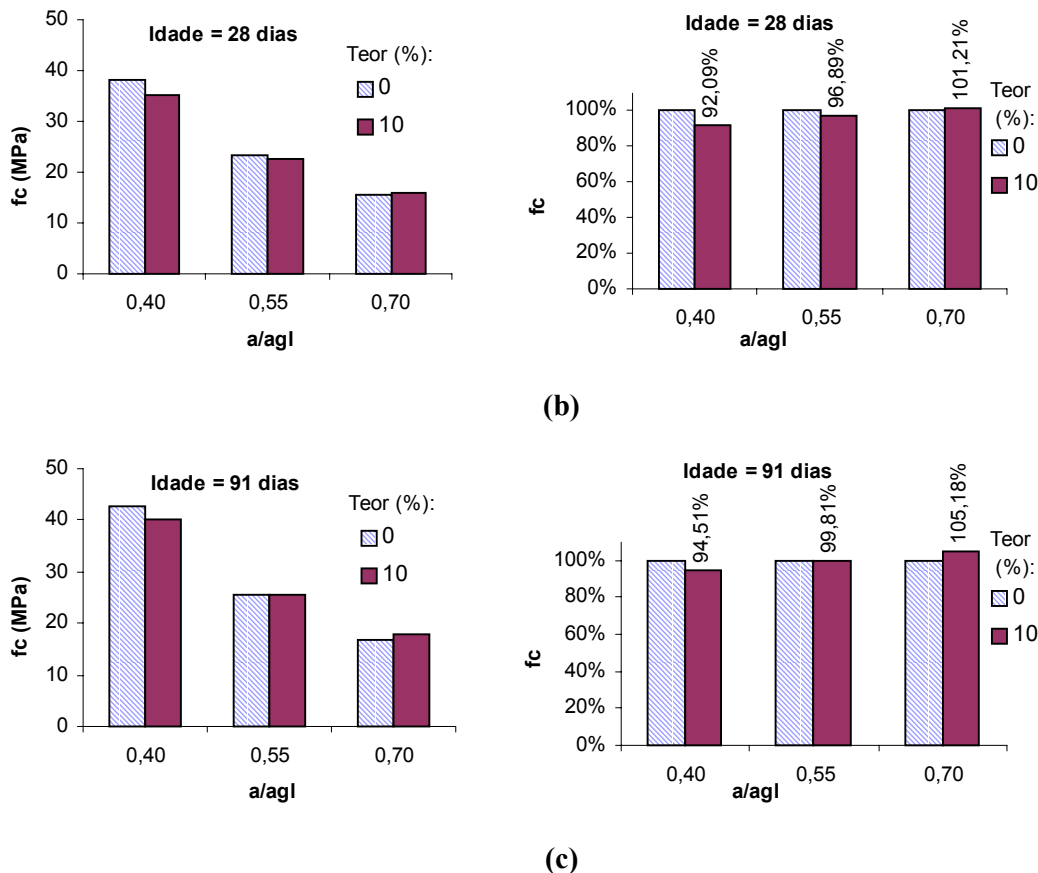 Idade = 28 dias
Teor (%):
0
10
50
40
30
20
10
0
fc (MPa)
0,40
0,55
0,70
a/agl
Idade = 28 dias
92,09%
96,89%
101,21%
Teor
(%):
0
10
100%
80%
60%
40%
20%
0%
fc
0,40
0,55
0,70
a/agl
(b)
Idade = 91 dias
Teor (%):
0
10
50
40
30
20
10
0
fc (MPa)
0,40
0,55
0,70
a/agl
Idade = 91 dias
94,51%
99,81%
105,18%
Teor
(%):
0
10
100%
80%
60%
40%
20%
0%
fc
0,40
0,55
0,70
a/agl
(c)